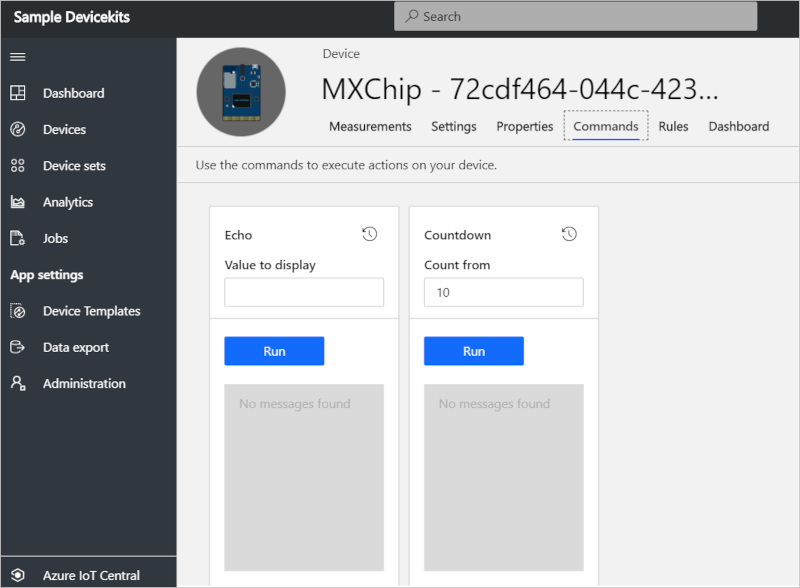 Sample Devicekits
Search
Dashboard
Devices
Device sets
Analytics
Jobs
App settings
Device Templates
Data export
Administration
Azure IoT Central
Device
MXChip - 72cdf464-044c-423...
Measurements Settings Properties Commands Rules Dashboard
Use the commands to execute actions on your device.
Echo
Value to display
Run
No messages found
Countdown
Count from
10
Run
No messages found